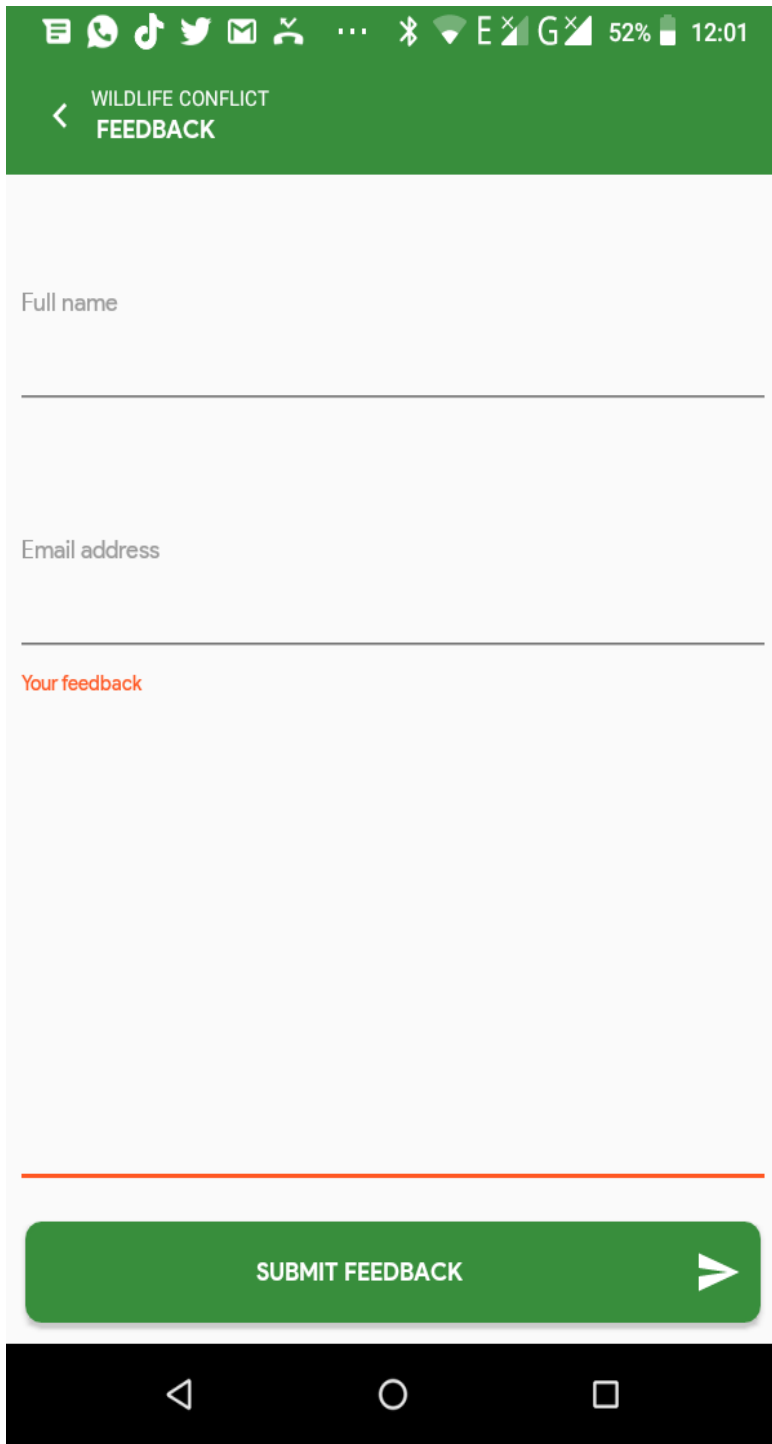 E G 52% 12:01
WILDLIFE CONFLICT
FEEDBACK
Full name
Email address
Your feedback
SUBMIT FEEDBACK